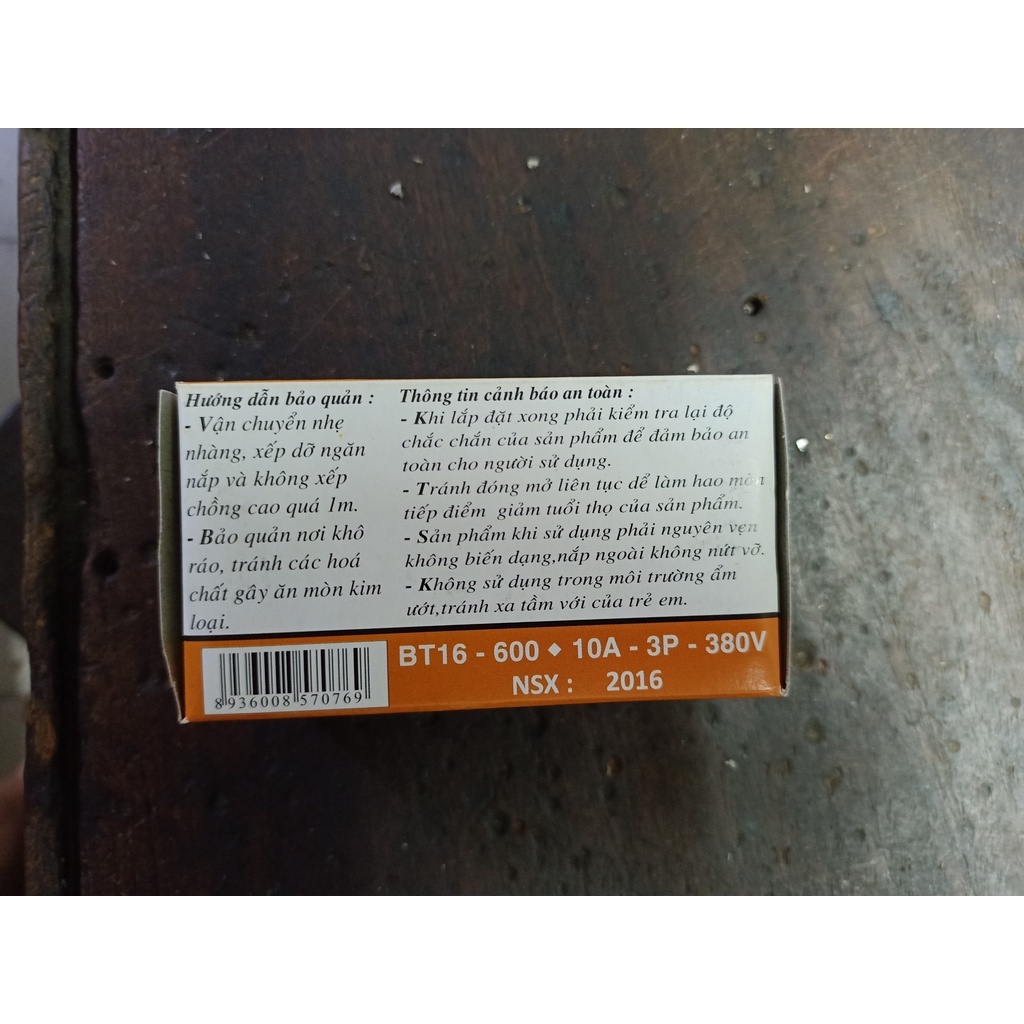 Hướng dẫn bảo quản :
- Vận chuyển nhẹ
nhàng, xếp dỡ ngăn
nắp và không xếp
chồng cao quá 1m.
- Bảo quản nơi khô
ráo, tránh các hoá
chất gây ăn mòn kim
loại.
Thông tin cảnh báo an toàn :
- Khi lắp đặt xong phải kiểm tra lại độ
chắc chắn của sản phẩm để đảm bảo an
toàn cho người sử dụng.
- Tránh đóng mở liên tục dể làm hao mòn
tiếp điểm giảm tuổi thọ của sản phẩm.
- Sản phẩm khi sử dụng phải nguyên vẹn
không biến dạng,nắp ngoài không nứt vỡ.
- Không sử dụng trong môi trường ẩm
ướt,tránh xa tầm với của trẻ em.
8936008570769
BT16 - 600 ◆ 10A - 3P - 380V
NSX : 2016